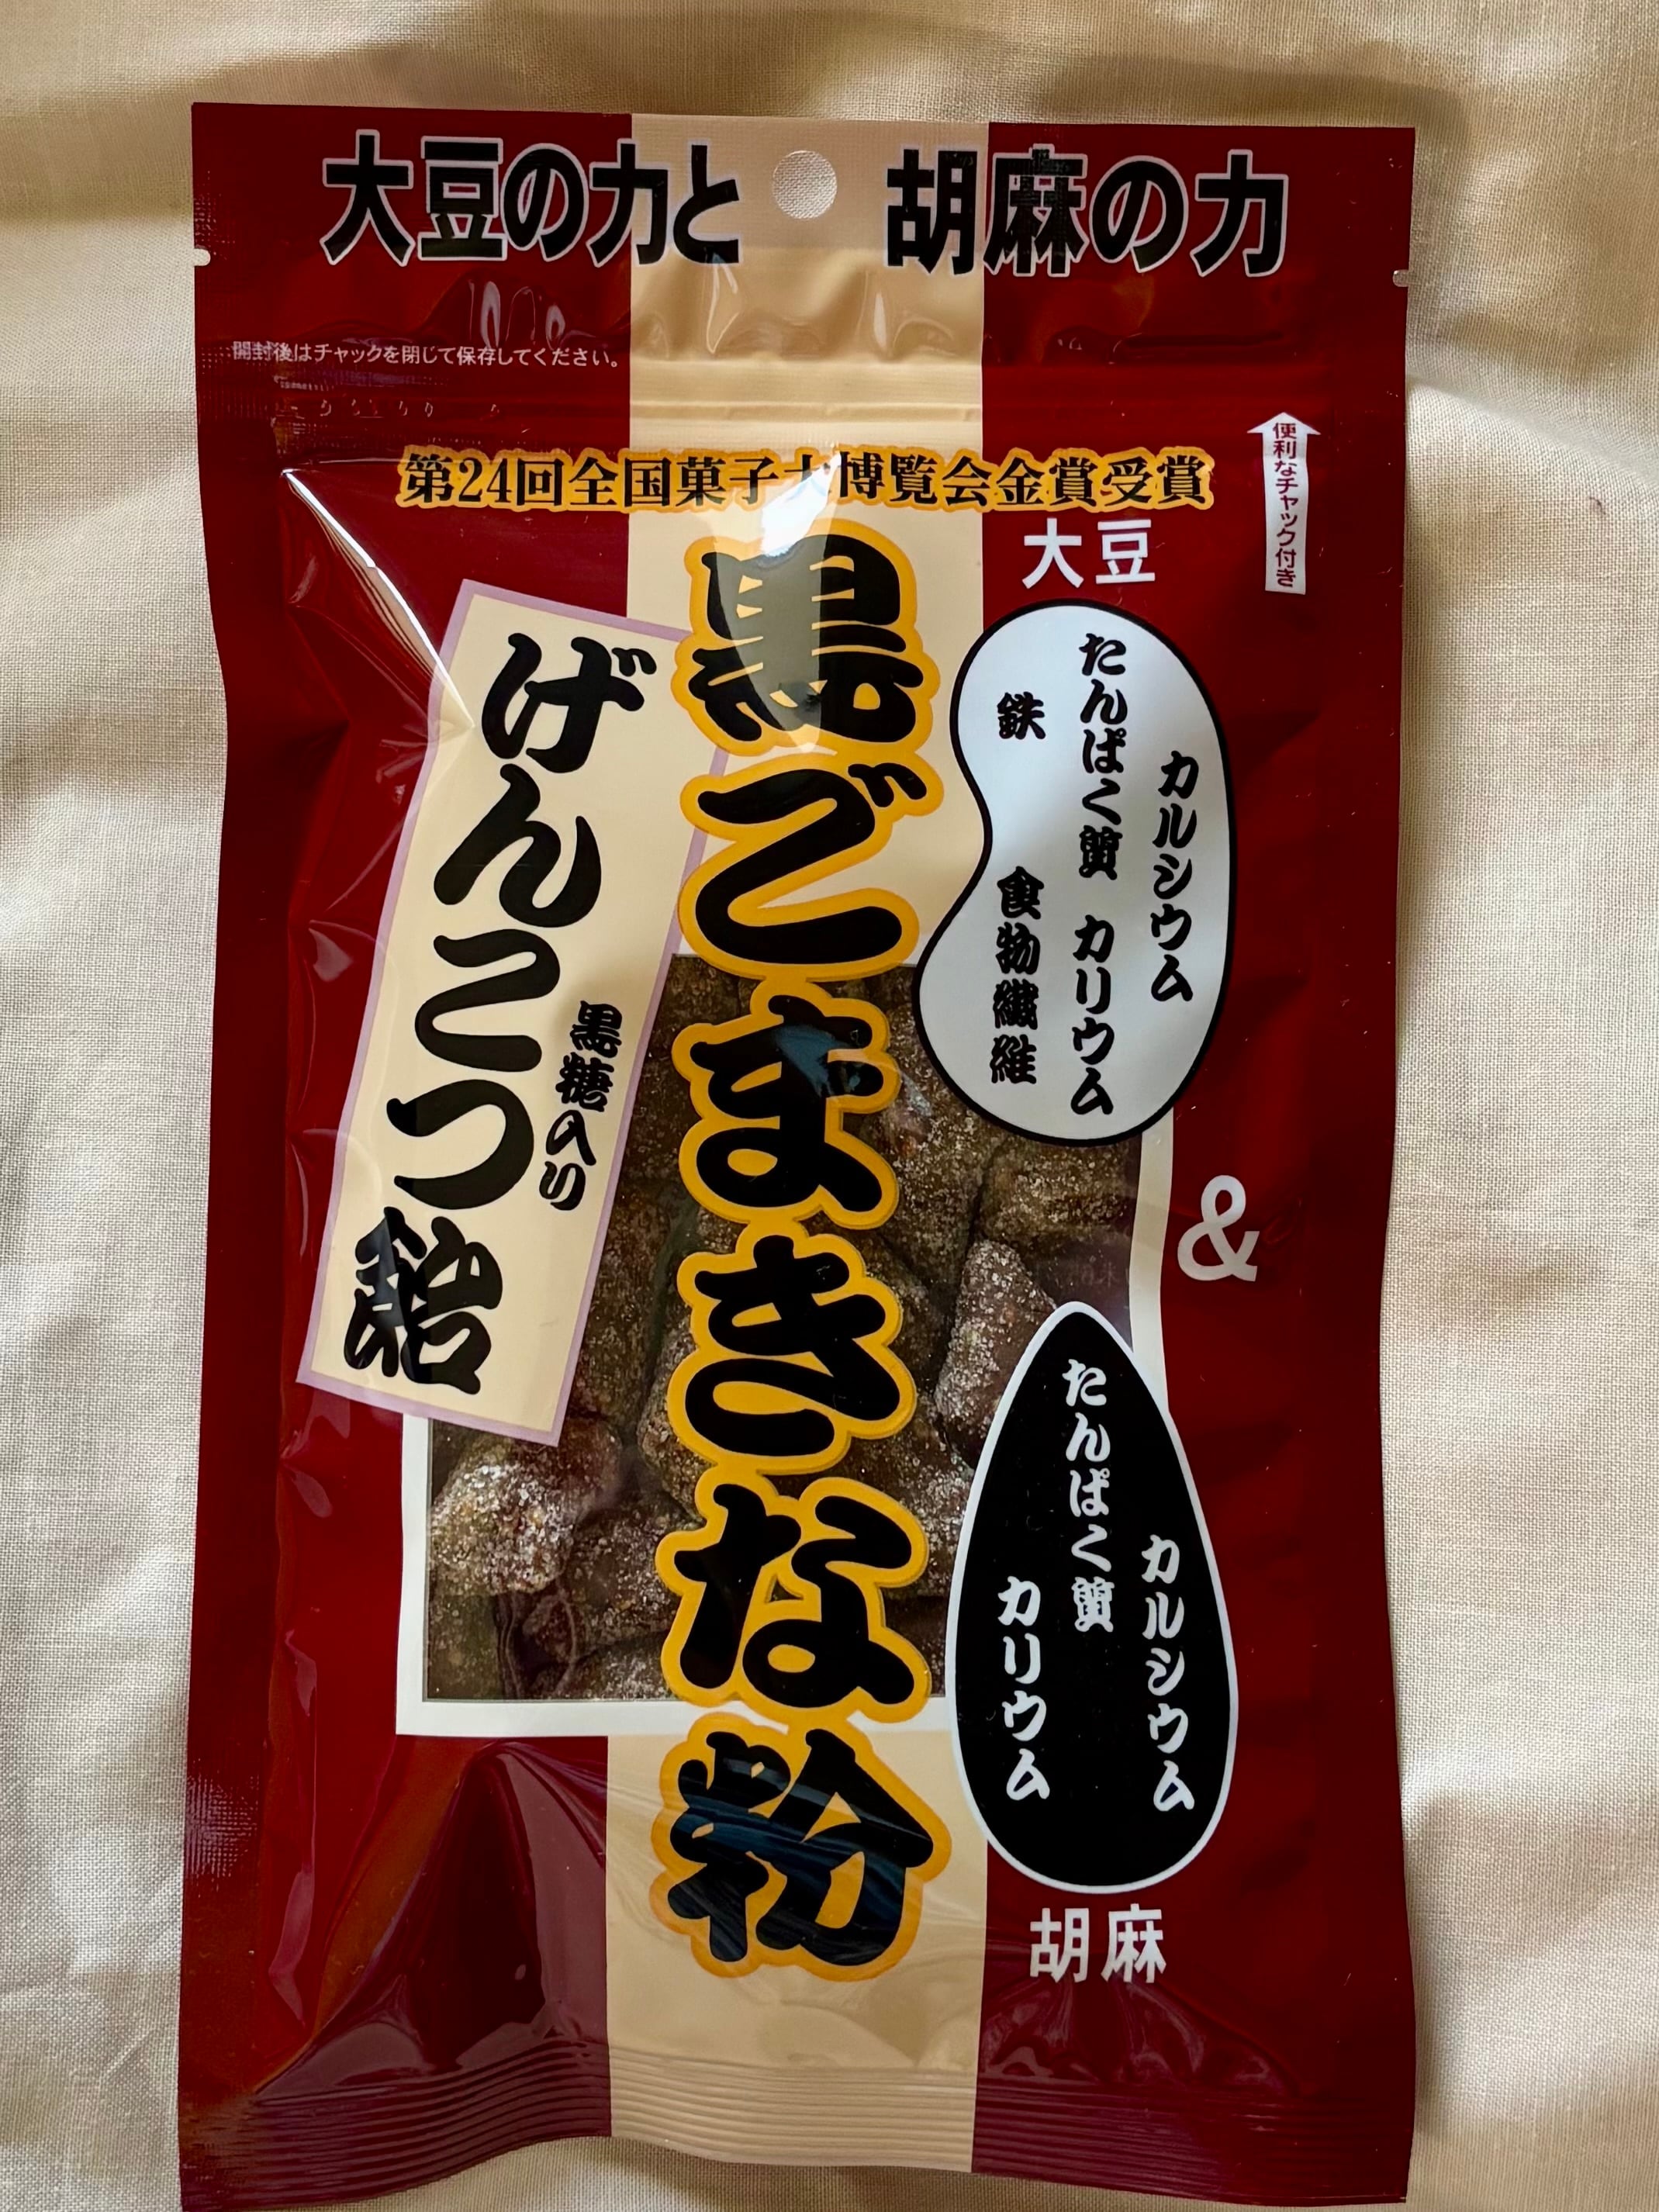 大豆の力と 胡麻の力
開封後はチャックを閉じて保存してください。
便利なチャック付き
第24回全国菓子大博覧会金賞受賞
黒ごまきな粉
げんこつ飴
黒糖入り
大豆
カルシウム
たんぱく質 カリウム
鉄 食物繊維
&
カルシウム
たんぱく質
カリウム
胡麻